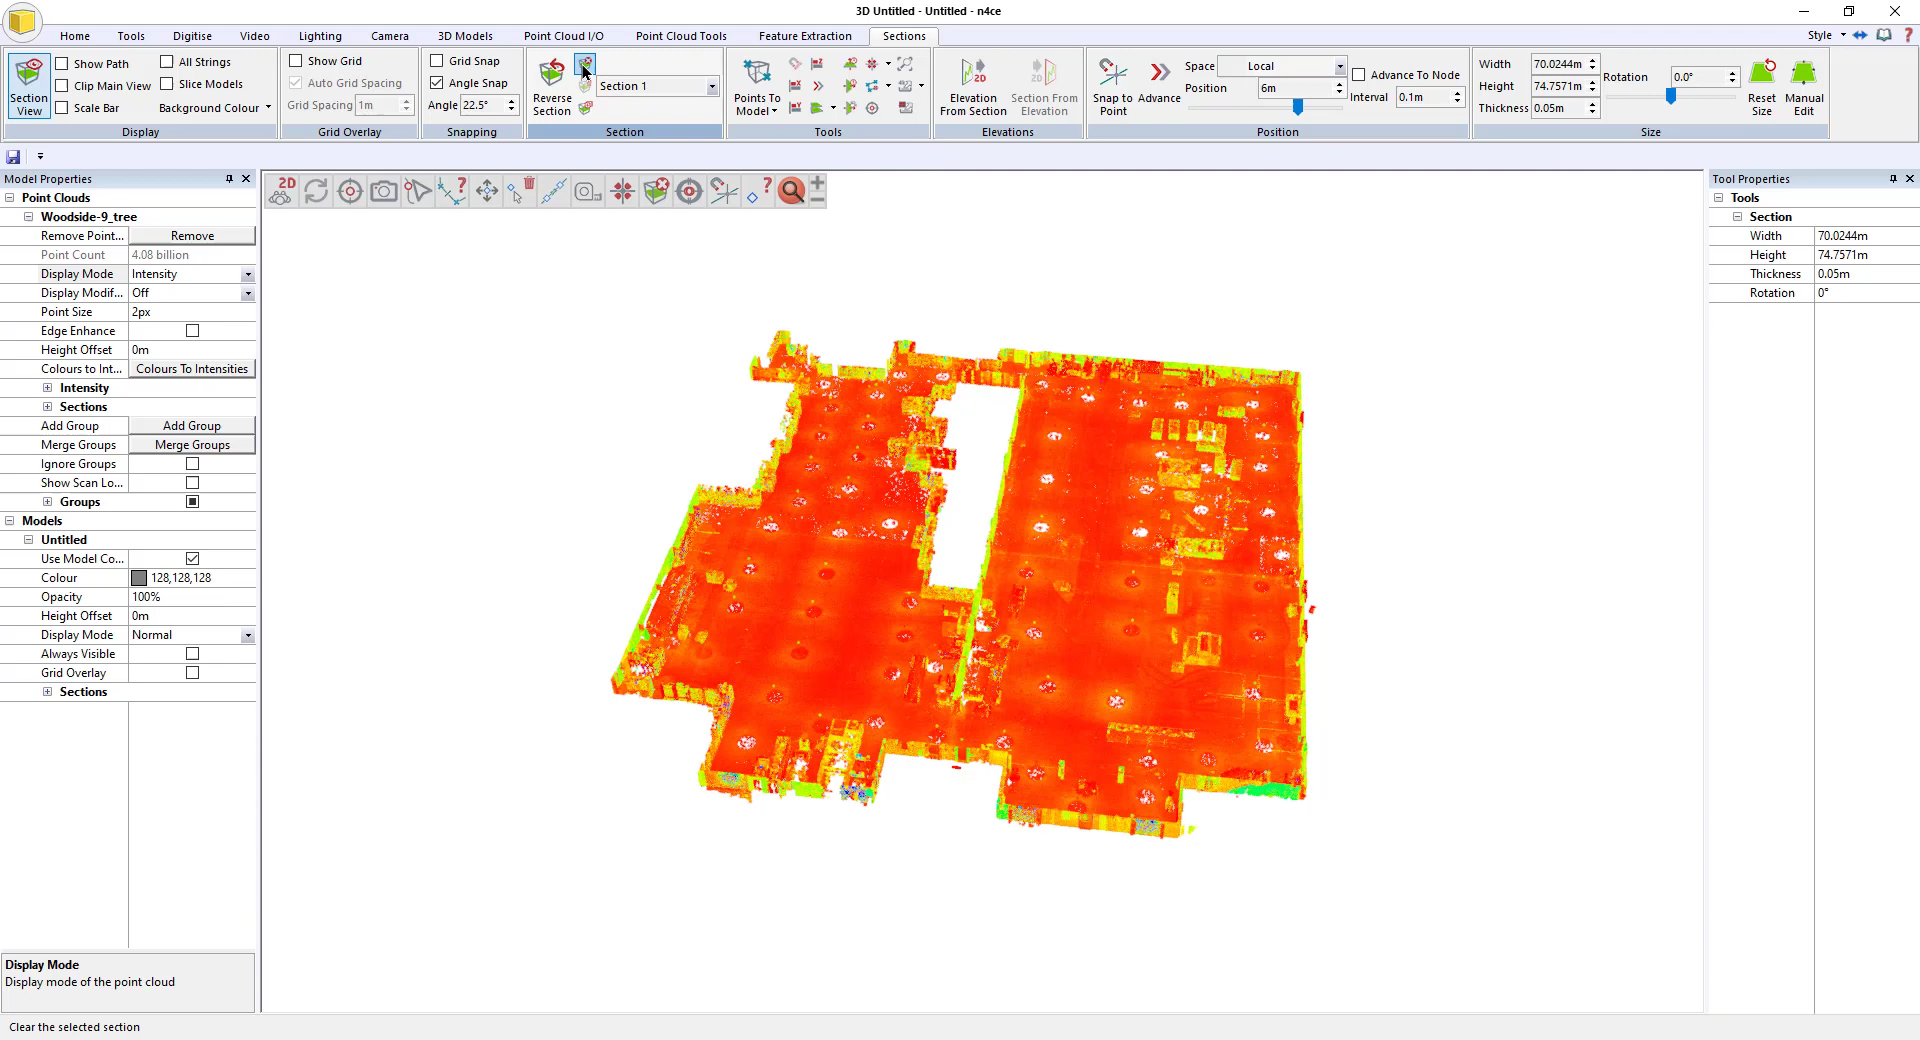 3D Untitled - Untitled - n4ce
Home Tools Digitise Video Lighting Camera 3D Models Point Cloud I/O Point Cloud Tools Feature Extraction Sections Style
Section View
Show Path
Clip Main View
Scale Bar
All Strings
Slice Models
Background Colour
Display
Show Grid
Auto Grid Spacing
Grid Spacing 1m
Grid Overlay
Grid Snap
Angle Snap
Angle 22.5°
Snapping
Reverse Section
Section 1
Section
Points To Model
Tools
Elevation From Section
Section From Elevation
Elevations
Snap to Point
Advance
Space Local
Position 6m
Advance To Node
Interval 0.1m
Position
Width 70.0244m
Height 74.7571m
Thickness 0.05m
Rotation 0.0°
Reset Size
Manual Edit
Size
Model Properties
Point Clouds
Woodside-9_tree
Remove Point... Remove
Point Count 4.08 billion
Display Mode Intensity
Display Modif... Off
Point Size 2px
Edge Enhance
Height Offset 0m
Colours to Int... Colours To Intensities
Intensity
Sections
Add Group Add Group
Merge Groups Merge Groups
Ignore Groups
Show Scan Lo...
Groups
Models
Untitled
Use Model Co...
Colour 128,128,128
Opacity 100%
Height Offset 0m
Display Mode Normal
Always Visible
Grid Overlay
Sections
Display Mode
Display mode of the point cloud
Clear the selected section
2D
Tool Properties
Tools
Section
Width 70.0244m
Height 74.7571m
Thickness 0.05m
Rotation 0°